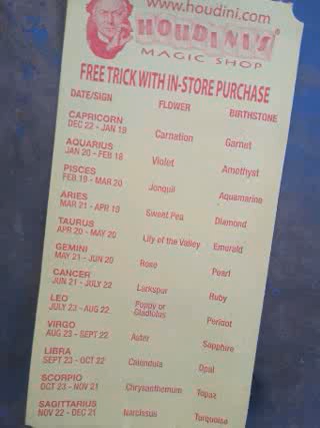 www.houdini.com
HOUDINI'S
MAGIC SHOP
FREE TRICK WITH IN-STORE PURCHASE
DATE/SIGN FLOWER BIRTHSTONE
CAPRICORN
DEC 22 - JAN 19 Carnation Garnet
AQUARIUS
JAN 20 - FEB 18 Violet Amethyst
PISCES
FEB 19 - MAR 20 Jonquil Aquamarine
ARIES
MAR 21 - APR 19 Sweet Pea Diamond
TAURUS
APR 20 - MAY 20 Lily of the Valley Emerald
GEMINI
MAY 21 - JUN 20 Rose Pearl
CANCER
JUN 21 - JULY 22 Larkspur Ruby
LEO
JULY 23 - AUG 22 Poppy or
Gladiolus Peridot
VIRGO
AUG 23 - SEPT 22 Aster Sapphire
LIBRA
SEPT 23 - OCT 22 Calendula Opal
SCORPIO
OCT 23 - NOV 21 Chrysanthemum Topaz
SAGITTARIUS
NOV 22 - DEC 21 Narcissus Turquoise